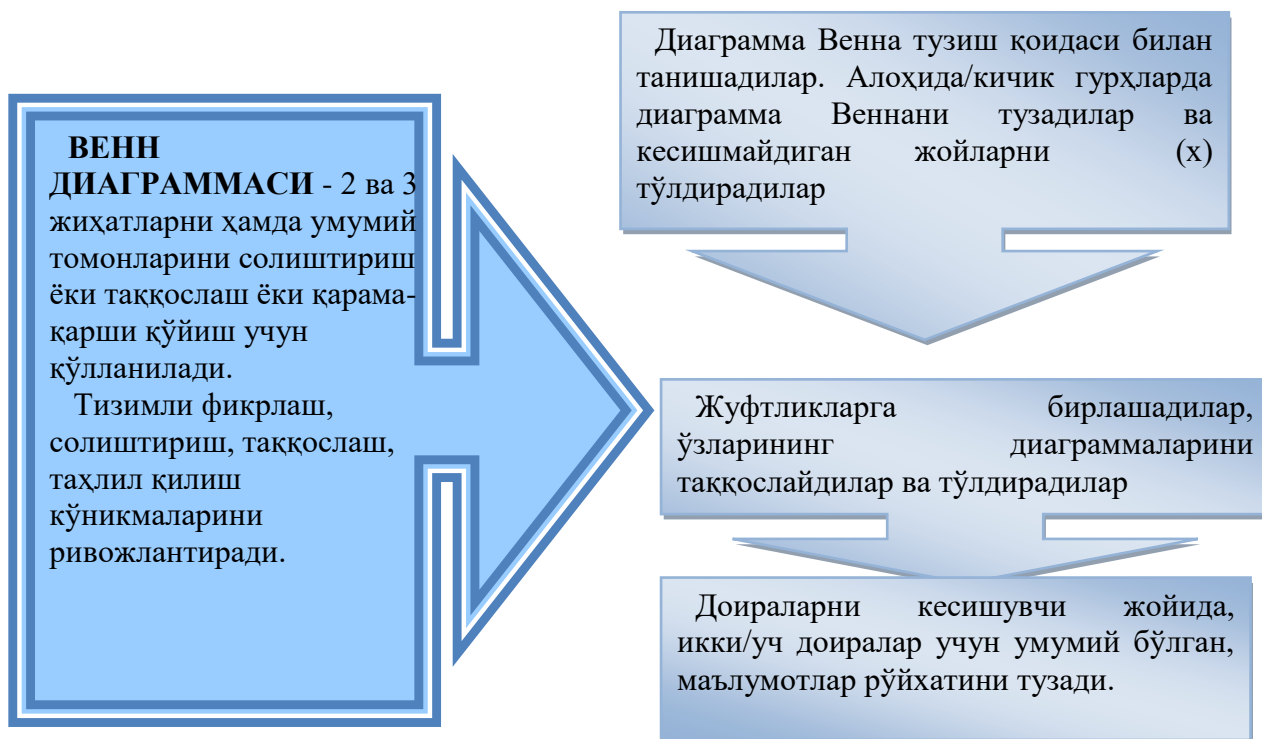 ВЕНН
ДИАГРАММАСИ - 2 ва 3
жиҳатларни ҳамда умумий
томонларини солиштириш
ёки таққослаш ёки қарама-
қарши қўйиш учун
қўлланилади.
Тизимли фикрлаш,
солиштириш, таққослаш,
таҳлил қилиш
кўникмаларини
ривожлантиради.
Диаграмма Венна тузиш қоидаси билан
танишадилар. Алоҳида/кичик гурҳларда
диаграмма Веннани тузадилар ва
кесишмайдиган жойларни (х)
тўлдирадилар
Жуфтликларга бирлашадилар,
ўзларининг диаграммаларини
таққослайдилар ва тўлдирадилар
Доираларни кесишувчи жойида,
икки/уч доиралар учун умумий бўлган,
маълумотлар рўйхатини тузади.